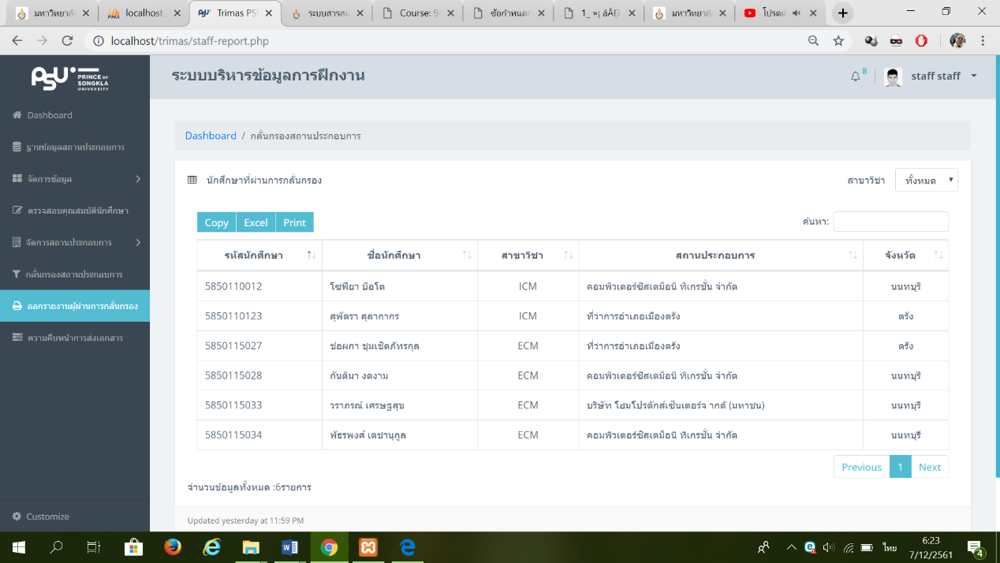 มหาวิทยาลั
localhost /
Trimas PSU
ระบบสารสน
Course: 9
ข้อกำหนด
1_»¡ áÅÐ
มหาวิทยาลั
localhost/trimas/staff-report.php
PSU PRINCE OF SONGKLA UNIVERSITY
ระบบบริหารข้อมูลการฝึกงาน
8
staff staff
Dashboard
ฐานข้อมูลสถานประกอบการ
จัดการข้อมูล
ตรวจสอบคุณสมบัตินักศึกษา
จัดการสถานประกอบการ
กลั่นกรองสถานประกอบการ
ออกรายงานผู้ผ่านการกลั่นกรอง
ความคืบหน้าการส่งเอกสาร
Customize
Dashboard / กลั่นกรองสถานประกอบการ
นักศึกษาที่ผ่านการกลั่นกรอง
สาขาวิชา ทั้งหมด
Copy Excel Print
ค้นหา:
รหัสนักศึกษา ชื่อนักศึกษา สาขาวิชา สถานประกอบการ จังหวัด
5850110012 โซฟียา บือโต ICM คอมพิวเตอร์ซิสเตม็อนิ ทิเกรชั่น จำกัด นนทบุรี
5850110123 สุพัตรา สุลากากร ICM ที่ว่าการอำเภอเมืองตรัง ตรัง
5850115027 ช่อผกา ชุมเชิดภัทรกุล ECM ที่ว่าการอำเภอเมืองตรัง ตรัง
5850115028 กันติมา งดงาม ECM คอมพิวเตอร์ซิสเตม็อนิ ทิเกรชั่น จำกัด นนทบุรี
5850115033 วราภรณ์ เศรษฐสุข ECM บริษัท โฮมโปรดักส์เซ็นเตอร์จ ากดั (มหาชน) นนทบุรี
5850115034 พัธรพงศ์ เดชานุกูล ECM คอมพิวเตอร์ซิสเตม็อนิ ทิเกรชั่น จำกัด นนทบุรี
Previous 1 Next
จำนวนข้อมูลทั้งหมด :6รายการ
Updated yesterday at 11:59 PM
ไทย
6:23
7/12/2561
4